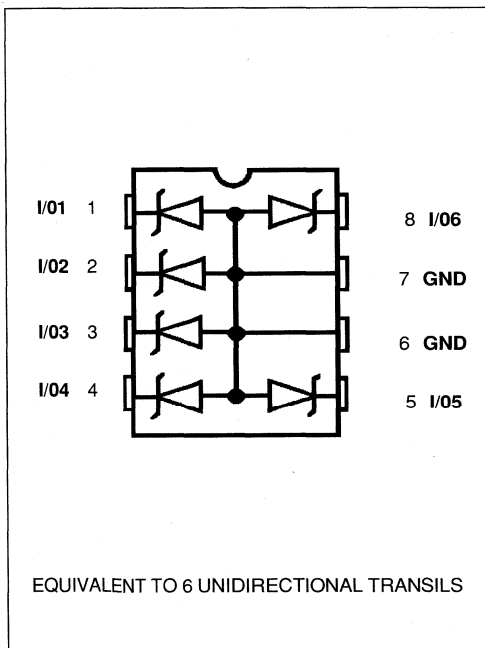 I/01 1
8 I/06
I/02 2
7 GND
I/03 3
6 GND
I/04 4
5 I/05
EQUIVALENT TO 6 UNIDIRECTIONAL TRANSILS